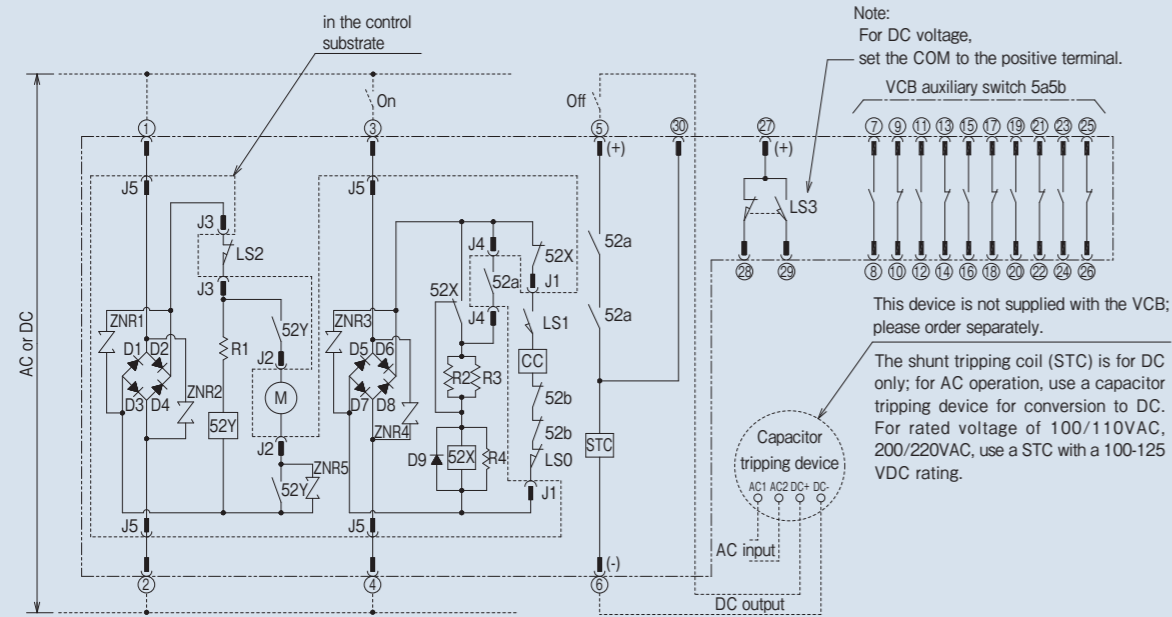 in the control
substrate
Note:
For DC voltage,
set the COM to the positive terminal.
VCB auxiliary switch 5a5b
AC or DC
On
Off
① ③ ⑤ ㉚ ㉗ ⑦ ⑨ ⑪ ⑬ ⑮ ⑰ ⑲ ㉑ ㉓ ㉕
(+) (+)
J5 J5
J3
LS2
J3
J4
52a
J4
52X
J1
52a
52a
LS3
㉘ ㉙ ⑧ ⑩ ⑫ ⑭ ⑯ ⑱ ⑳ ㉒ ㉔ ㉖
ZNR1
D1 D2
D3 D4
ZNR2
R1
52Y
52Y
J2
M
J2
52Y
ZNR5
ZNR3
D5 D6
D7 D8
ZNR4
52X
R2 R3
D9
52X
R4
LS1
CC
52b
52b
LS0
J1
STC
J5 J5
(-)
② ④ ⑥
This device is not supplied with the VCB;
please order separately.
The shunt tripping coil (STC) is for DC
only; for AC operation, use a capacitor
tripping device for conversion to DC.
For rated voltage of 100/110VAC,
200/220VAC, use a STC with a 100-125
VDC rating.
Capacitor
tripping device
AC1 AC2 DC+ DC-
AC input
DC output